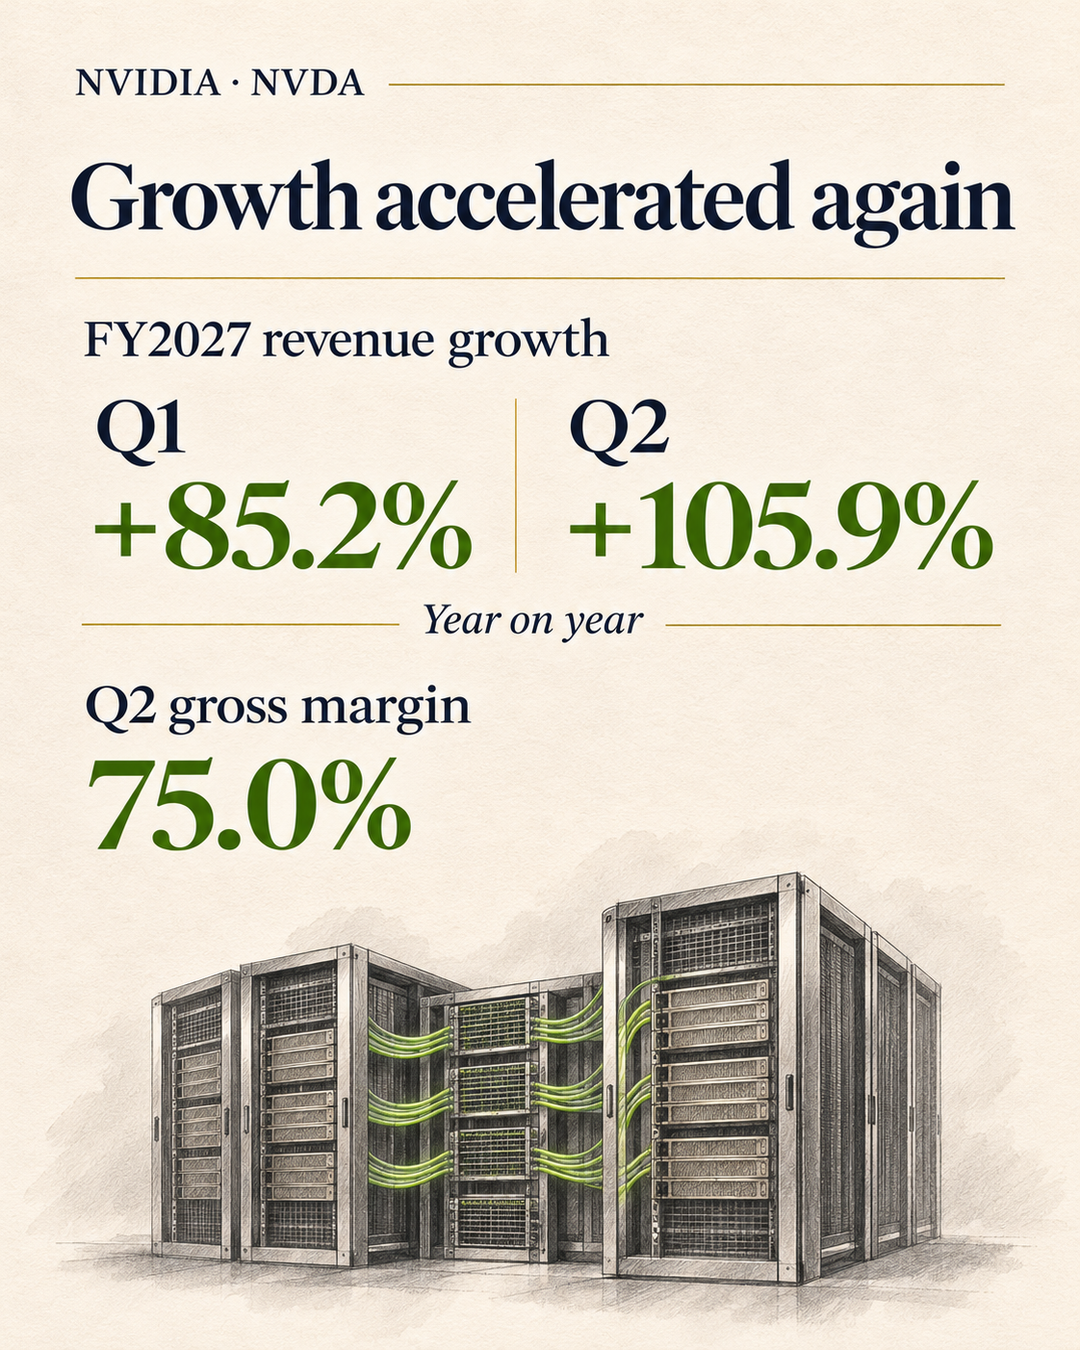 NVIDIA · NVDA
Growth accelerated again
FY2027 revenue growth
Q1
+85.2%
Q2
+105.9%
Year on year
Q2 gross margin
75.0%